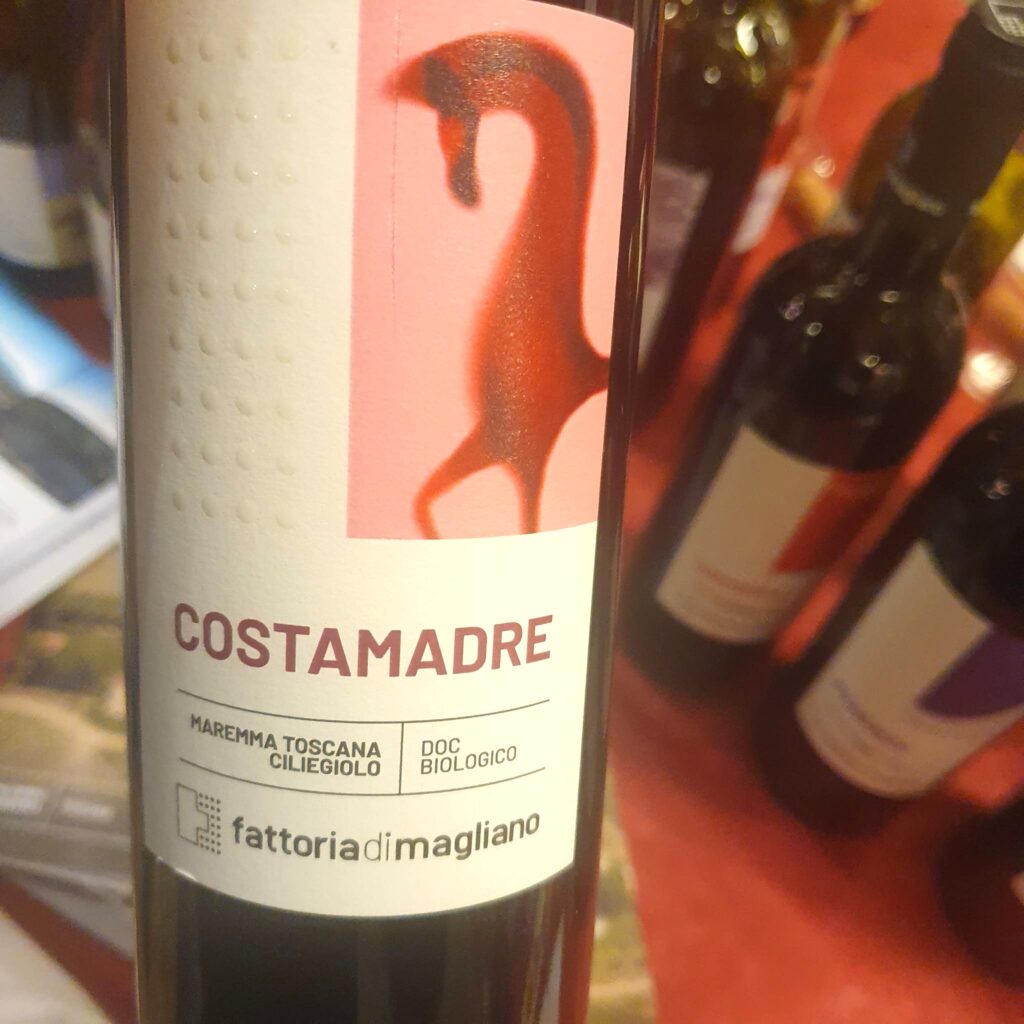 COSTAMADRE
MAREMMA TOSCANA
CILIEGIOLO
DOC
BIOLOGICO
fattoriadimagliano